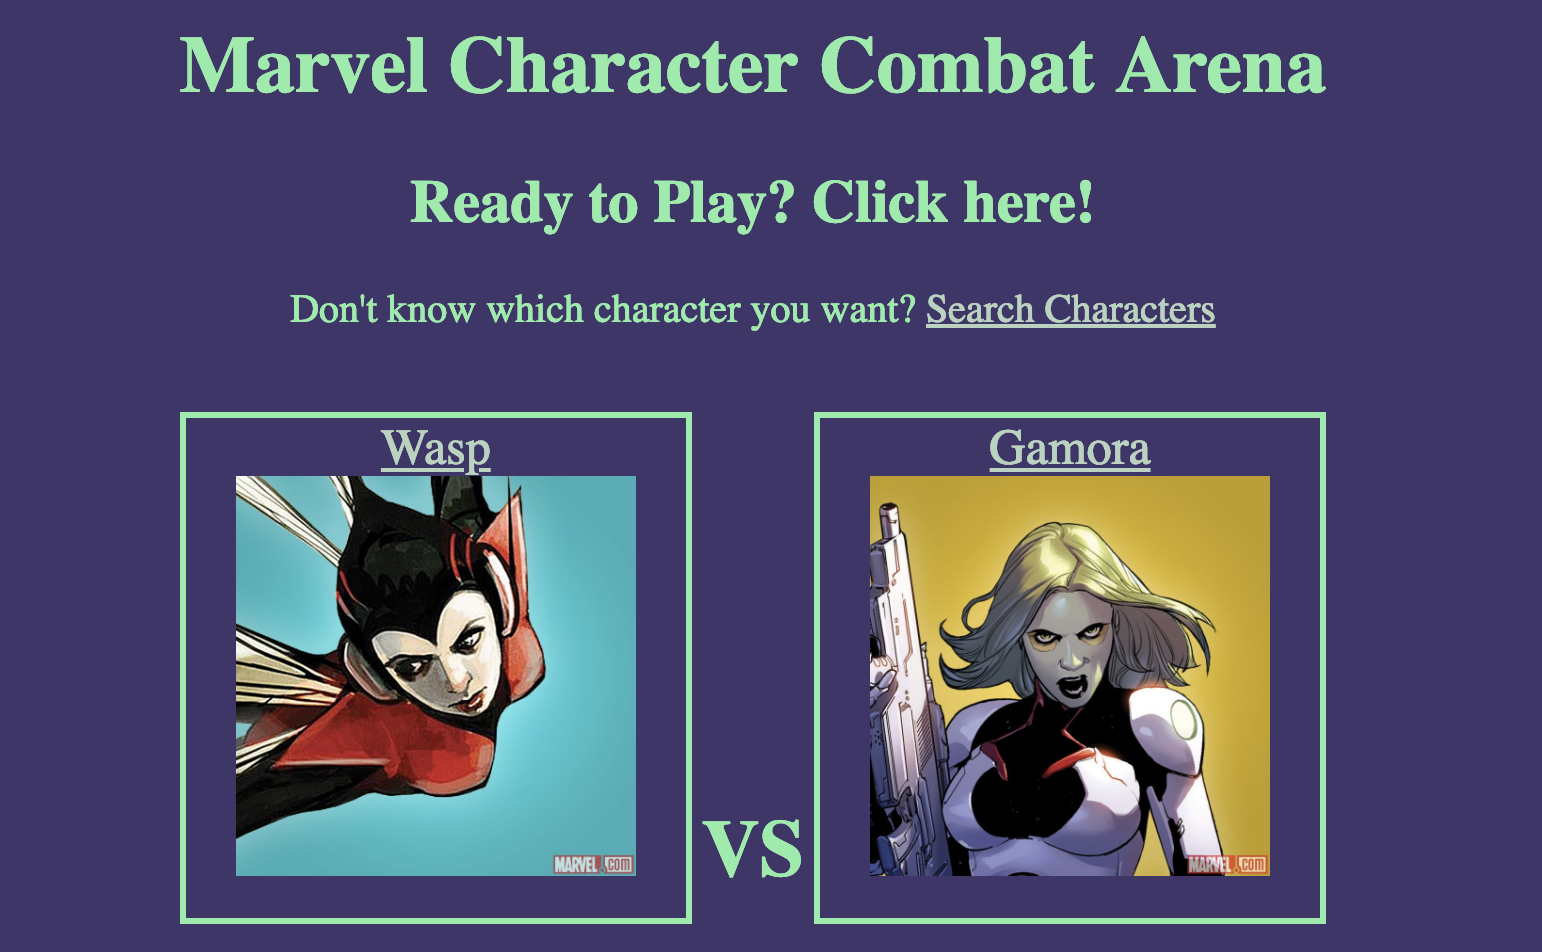 Marvel Character Combat Arena
Ready to Play? Click here!
Don't know which character you want? Search Characters
Wasp
MARVEL.com
VS
Gamora
MARVEL.com